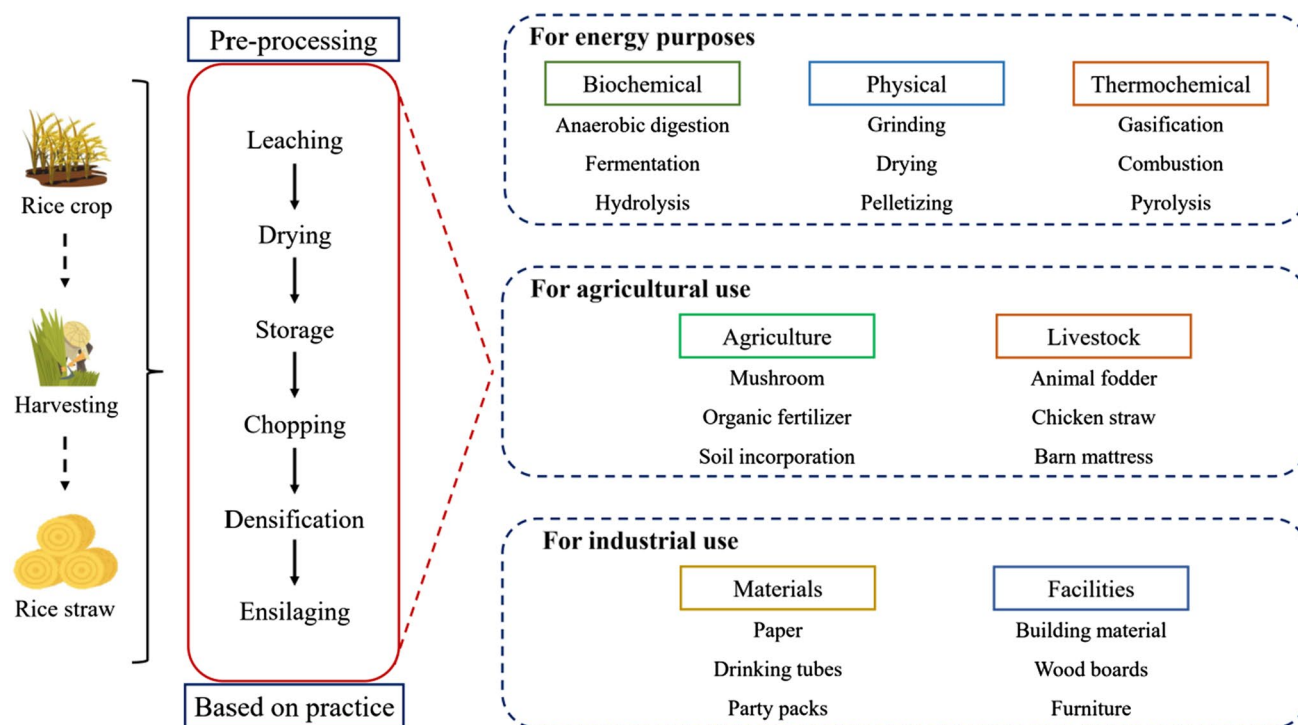 Rice crop
Harvesting
Rice straw
Pre-processing
Leaching
Drying
Storage
Chopping
Densification
Ensilaging
Based on practice
For energy purposes
Biochemical
Anaerobic digestion
Fermentation
Hydrolysis
Physical
Grinding
Drying
Pelletizing
Thermochemical
Gasification
Combustion
Pyrolysis
For agricultural use
Agriculture
Mushroom
Organic fertilizer
Soil incorporation
Livestock
Animal fodder
Chicken straw
Barn mattress
For industrial use
Materials
Paper
Drinking tubes
Party packs
Facilities
Building material
Wood boards
Furniture